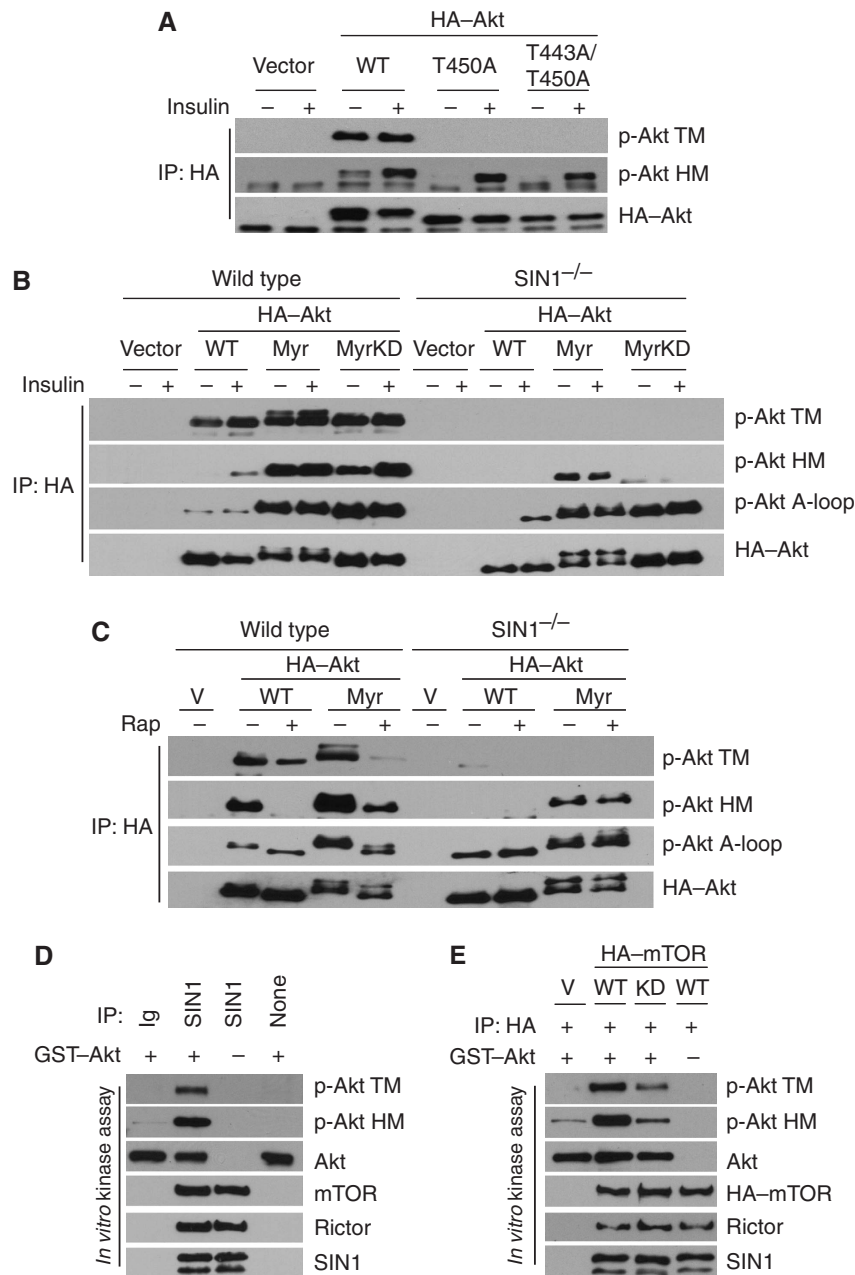 A
HA–Akt
Vector WT T450A T443A/T450A
Insulin – + – + – + – +
IP: HA
p-Akt TM
p-Akt HM
HA–Akt
B
Wild type SIN1–/–
HA–Akt HA–Akt
Vector WT Myr MyrKD Vector WT Myr MyrKD
Insulin – + – + – + – + – + – + – + – +
IP: HA
p-Akt TM
p-Akt HM
p-Akt A-loop
HA–Akt
C
Wild type SIN1–/–
HA–Akt HA–Akt
V WT Myr V WT Myr
Rap – – + – + – – + – +
IP: HA
p-Akt TM
p-Akt HM
p-Akt A-loop
HA–Akt
D
IP: Ig SIN1 SIN1 None
GST–Akt + + – +
In vitro kinase assay
p-Akt TM
p-Akt HM
Akt
mTOR
Rictor
SIN1
E
HA–mTOR
V WT KD WT
IP: HA + + + +
GST–Akt + + + –
In vitro kinase assay
p-Akt TM
p-Akt HM
Akt
HA–mTOR
Rictor
SIN1